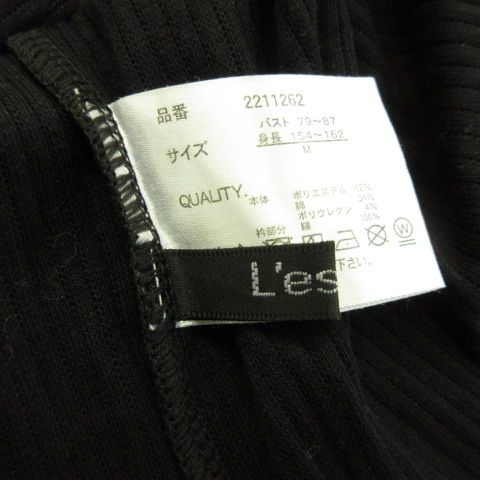 品番 2211262
バスト 79〜87
サイズ 身長 154〜162
M
QUALITY. 本体 ポリエステル 62%
綿 34%
ポリウレタン 4%
衿部分 綿 100%
下さい。
L'es